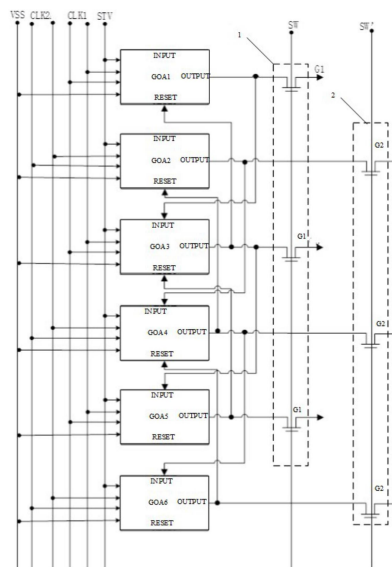 VSS CLK2 CLK1 STV SW SW'
1
2
INPUT
GOA1 OUTPUT
RESET
G1
INPUT
GOA2 OUTPUT
RESET
G2
INPUT
GOA3 OUTPUT
RESET
G1
INPUT
GOA4 OUTPUT
RESET
G2
INPUT
GOA5 OUTPUT
RESET
G1
INPUT
GOA6 OUTPUT
RESET
G2